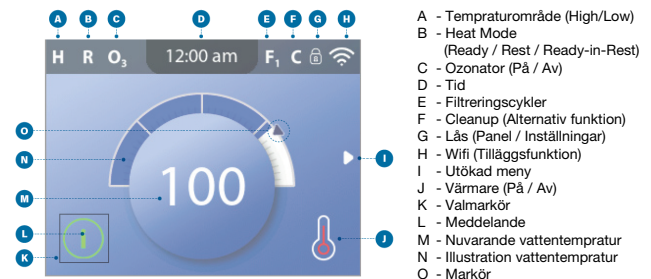 A B C D E F G H
H R O₃ 12:00 am F₁ C
O
N
I
100
M
L
J
K
A - Tempraturområde (High/Low)
B - Heat Mode
(Ready / Rest / Ready-in-Rest)
C - Ozonator (På / Av)
D - Tid
E - Filtreringscykler
F - Cleanup (Alternativ funktion)
G - Lås (Panel / Inställningar)
H - Wifi (Tilläggsfunktion)
I - Utökad meny
J - Värmare (På / Av)
K - Valmarkör
L - Meddelande
M - Nuvarande vattentempratur
N - Illustration vattentempratur
O - Markör